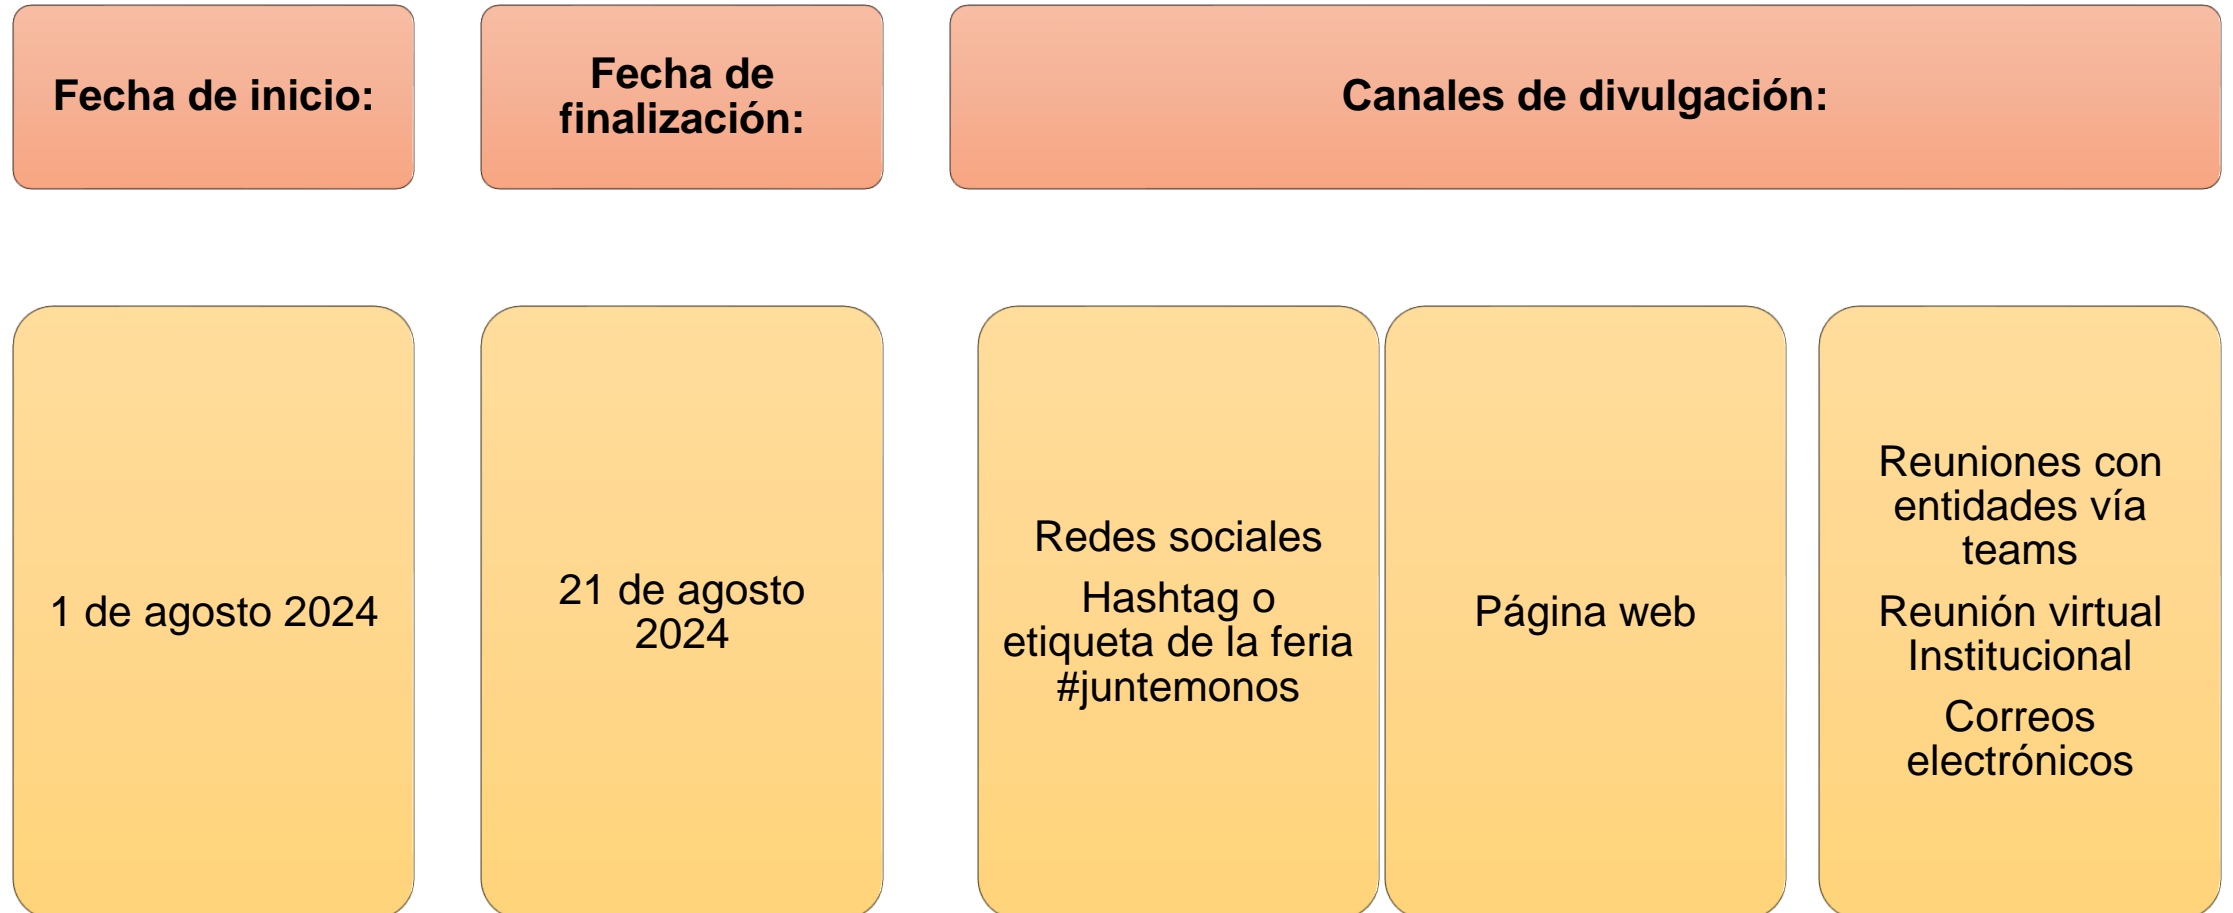 Fecha de inicio:
Fecha de
finalización:
Canales de divulgación:
1 de agosto 2024
21 de agosto
2024
Redes sociales
Hashtag o
etiqueta de la feria
#juntemonos
Página web
Reuniones con
entidades vía
teams
Reunión virtual
Institucional
Correos
electrónicos